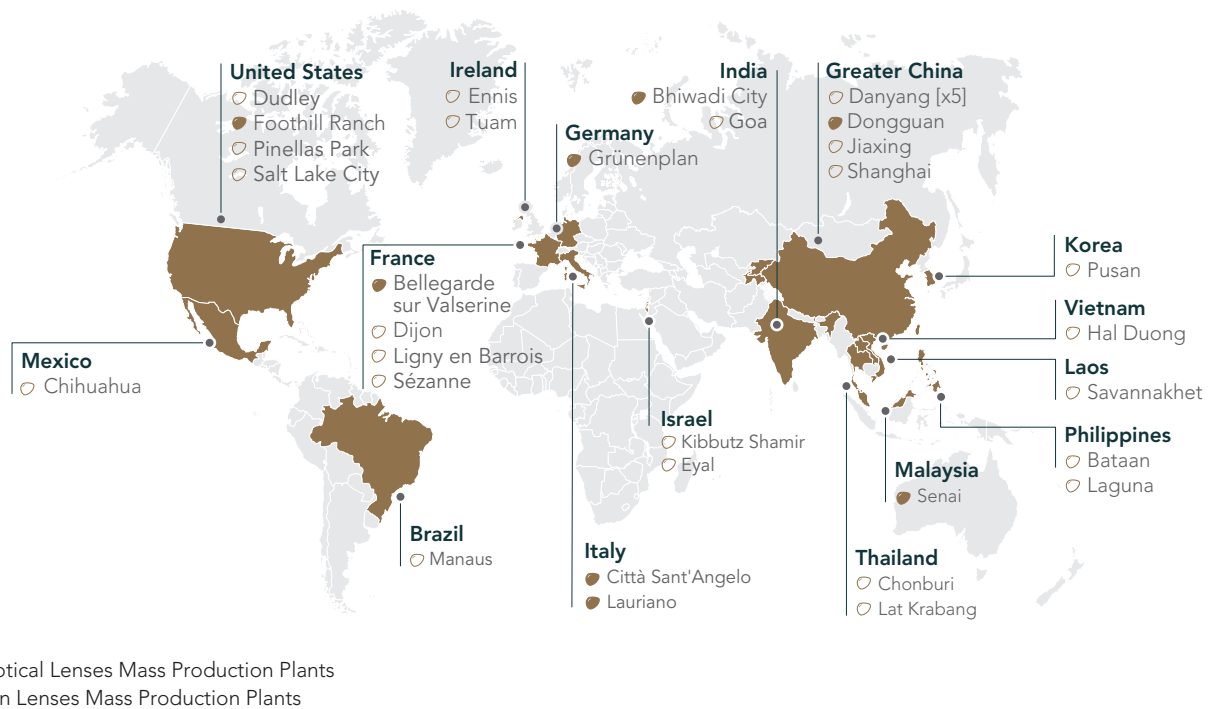 United States
Dudley
Foothill Ranch
Pinellas Park
Salt Lake City
Ireland
Ennis
Tuam
Germany
Grünenplan
India
Bhiwadi City
Goa
Greater China
Danyang [x5]
Dongguan
Jiaxing
Shanghai
France
Bellegarde
sur Valserine
Dijon
Ligny en Barrois
Sézanne
Korea
Pusan
Vietnam
Hal Duong
Laos
Savannakhet
Mexico
Chihuahua
Israel
Kibbutz Shamir
Eyal
Philippines
Bataan
Laguna
Malaysia
Senai
Brazil
Manaus
Italy
Città Sant'Angelo
Lauriano
Thailand
Chonburi
Lat Krabang
ptical Lenses Mass Production Plants
n Lenses Mass Production Plants